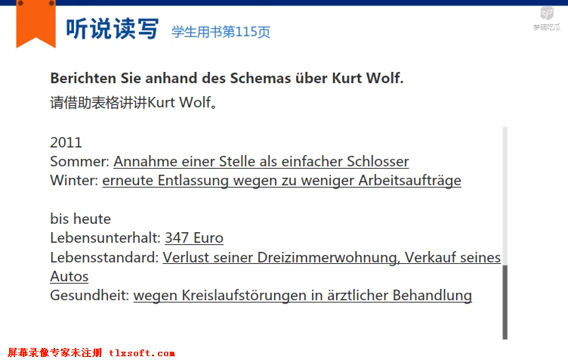 听说读写 学生用书第115页
Berichten Sie anhand des Schemas über Kurt Wolf.
请借助表格讲讲Kurt Wolf。
2011
Sommer: Annahme einer Stelle als einfacher Schlosser
Winter: erneute Entlassung wegen zu weniger Arbeitsaufträge
bis heute
Lebensunterhalt: 347 Euro
Lebensstandard: Verlust seiner Dreizimmerwohnung, Verkauf seines
Autos
Gesundheit: wegen Kreislaufstörungen in ärztlicher Behandlung
屏幕录像专家未注册 tlxsoft.com